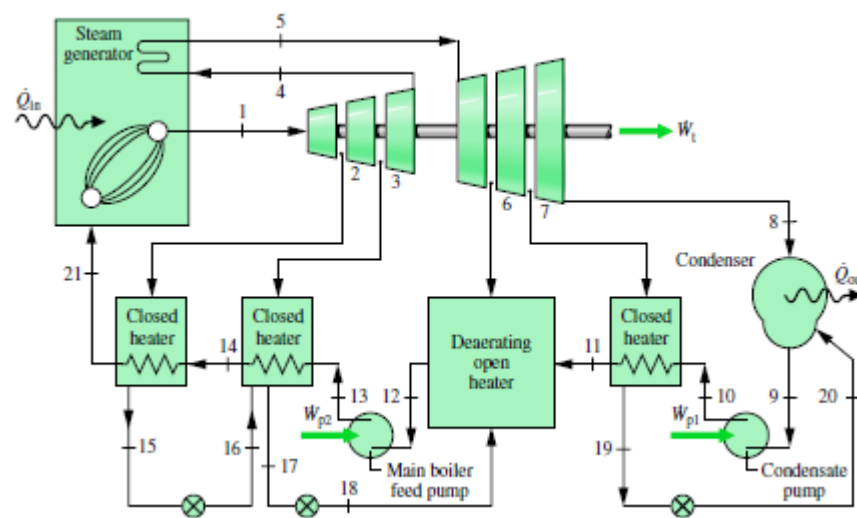 5
Steam
generator
4
Q̇in
1
Ẇt
2
3
6
7
8
Condenser
21
Closed
heater
14
Closed
heater
Deaerating
open
heater
11
Closed
heater
13
12
10
9
20
Ẇp2
Ẇp1
15
16
17
19
Main boiler
feed pump
18
Condensate
pump